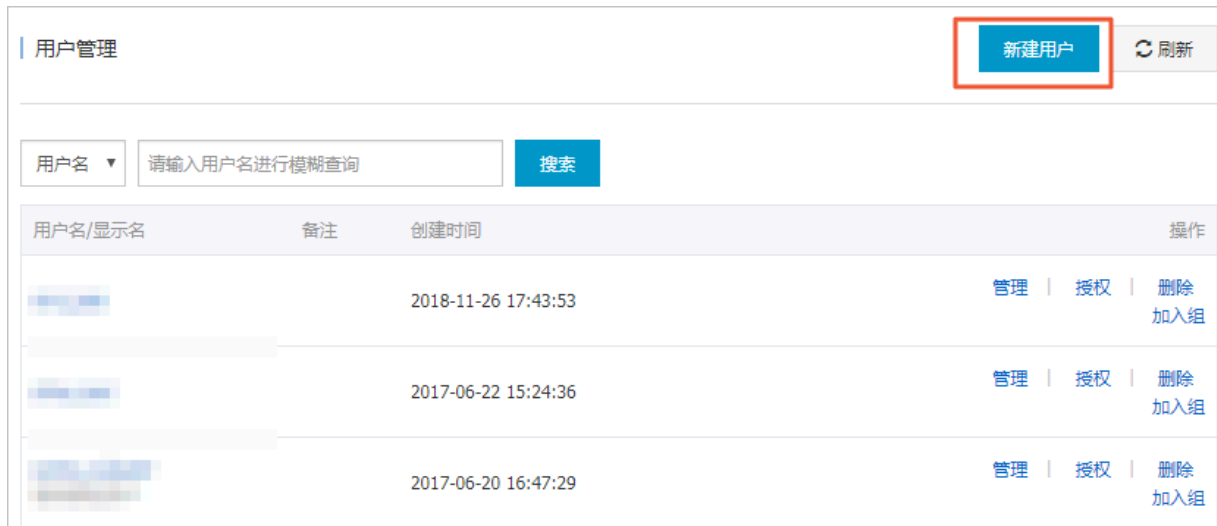 用户管理
新建用户
刷新
用户名
请输入用户名进行模糊查询
搜索
用户名/显示名 备注 创建时间 操作
2018-11-26 17:43:53 管理 | 授权 | 删除
加入组
2017-06-22 15:24:36 管理 | 授权 | 删除
加入组
2017-06-20 16:47:29 管理 | 授权 | 删除
加入组